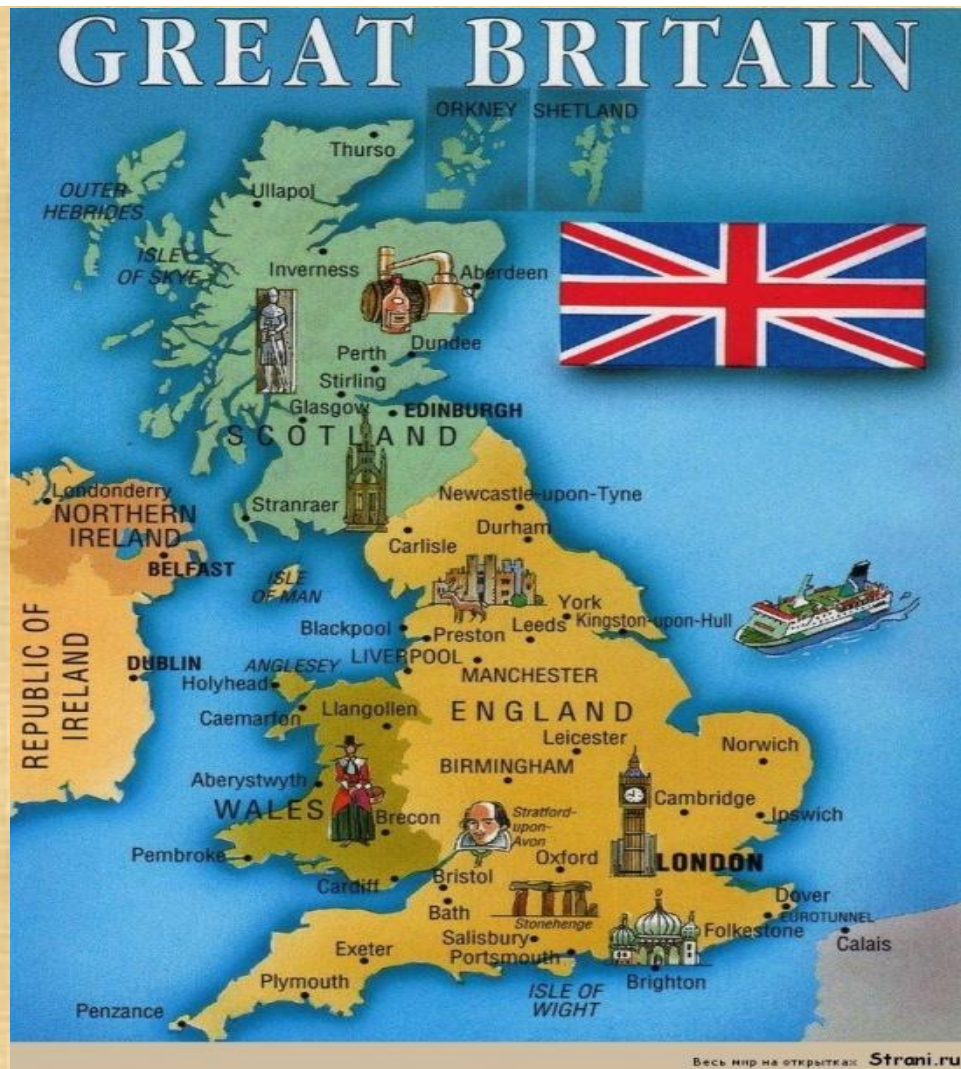 GREAT BRITAIN
ORKNEY
SHETLAND
Thurso
OUTER
HEBRIDES
Ullapol
ISLE
OF SKYE
Inverness
Aberdeen
Dundee
Perth
Stirling
Glasgow
EDINBURGH
SCOTLAND
Stranraer
Newcastle-upon-Tyne
Londonderry
NORTHERN
IRELAND
Durham
Carlisle
BELFAST
ISLE
OF MAN
York
Blackpool
Preston
Leeds
Kingston-upon-Hull
REPUBLIC OF
IRELAND
DUBLIN
ANGLESEY
LIVERPOOL
MANCHESTER
Holyhead
Caernarfon
Llangollen
ENGLAND
Leicester
Norwich
BIRMINGHAM
Aberystwyth
WALES
Brecon
Stratford-
upon-
Avon
Cambridge
Ipswich
Pembroke
Oxford
LONDON
Cardiff
Bristol
Bath
Stonehenge
Dover
EUROTUNNEL
Folkestone
Calais
Salisbury
Portsmouth
Exeter
Plymouth
Brighton
ISLE OF
WIGHT
Penzance
Весь мир на открытках Strani.ru